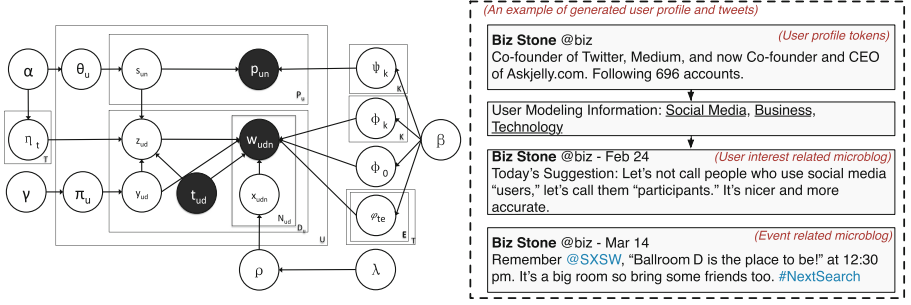 α
θu
sun
pun
ψk
K
Pu
ηt
T
zud
wudn
ϕk
K
β
γ
πu
yud
tud
xudn
ϕ0
Nud
Du
U
φte
E
T
ρ
λ
(An example of generated user profile and tweets)
Biz Stone @biz (User profile tokens)
Co-founder of Twitter, Medium, and now Co-founder and CEO
of Askjelly.com. Following 696 accounts.
User Modeling Information: Social Media, Business,
Technology
Biz Stone @biz - Feb 24 (User interest related microblog)
Today's Suggestion: Let's not call people who use social media
“users,” let's call them “participants.” It's nicer and more
accurate.
Biz Stone @biz - Mar 14 (Event related microblog)
Remember @SXSW, “Ballroom D is the place to be!” at 12:30
pm. It's a big room so bring some friends too. #NextSearch